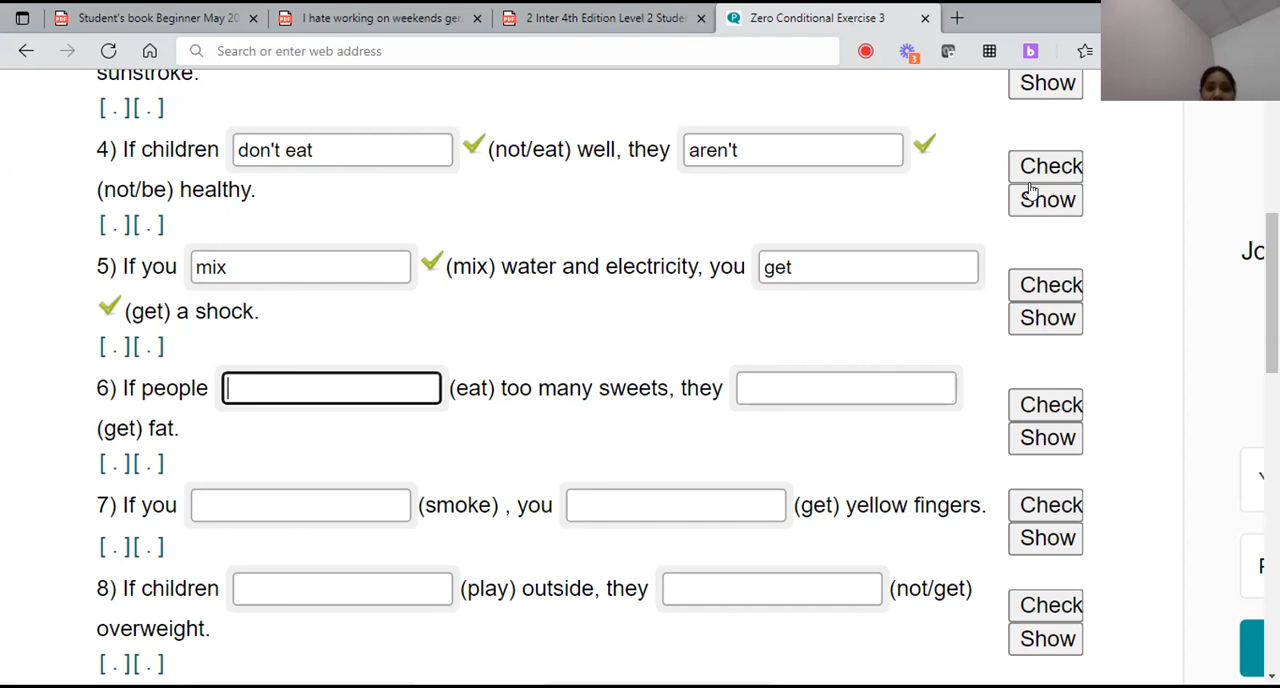 Student's book Beginner May 20
I hate working on weekends ger
2 Inter 4th Edition Level 2 Studer
Zero Conditional Exercise 3
Search or enter web address
3
b
sunstroke.
Show
[ . ][ . ]
4) If children don't eat (not/eat) well, they aren't
Check
(not/be) healthy.
Show
[ . ][ . ]
5) If you mix (mix) water and electricity, you get
Check
(get) a shock.
Show
[ . ][ . ]
6) If people (eat) too many sweets, they
Check
(get) fat.
Show
[ . ][ . ]
7) If you (smoke) , you (get) yellow fingers.
Check
Show
[ . ][ . ]
8) If children (play) outside, they (not/get)
Check
overweight.
Show
[ . ][ . ]
Jo